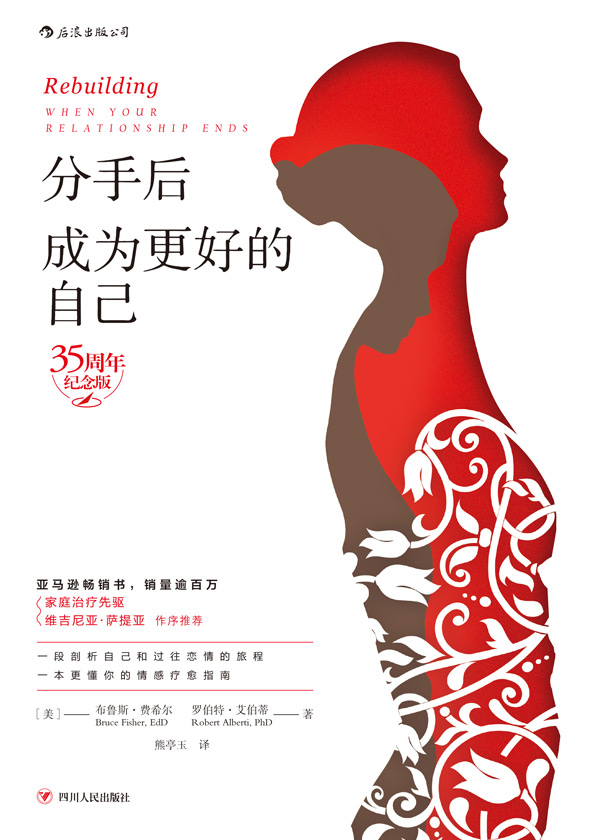 后浪出版公司
Rebuilding
WHEN YOUR
RELATIONSHIP ENDS
分手后
成为更好的
自己
35周年
纪念版
亚马逊畅销书，销量逾百万
家庭治疗先驱
维吉尼亚·萨提亚 作序推荐
一段剖析自己和过往恋情的旅程
一本更懂你的情感疗愈指南
[美]——布鲁斯·费希尔 罗伯特·艾伯蒂——著
Bruce Fisher, EdD Robert Alberti, PhD
熊亭玉 译
四川人民出版社